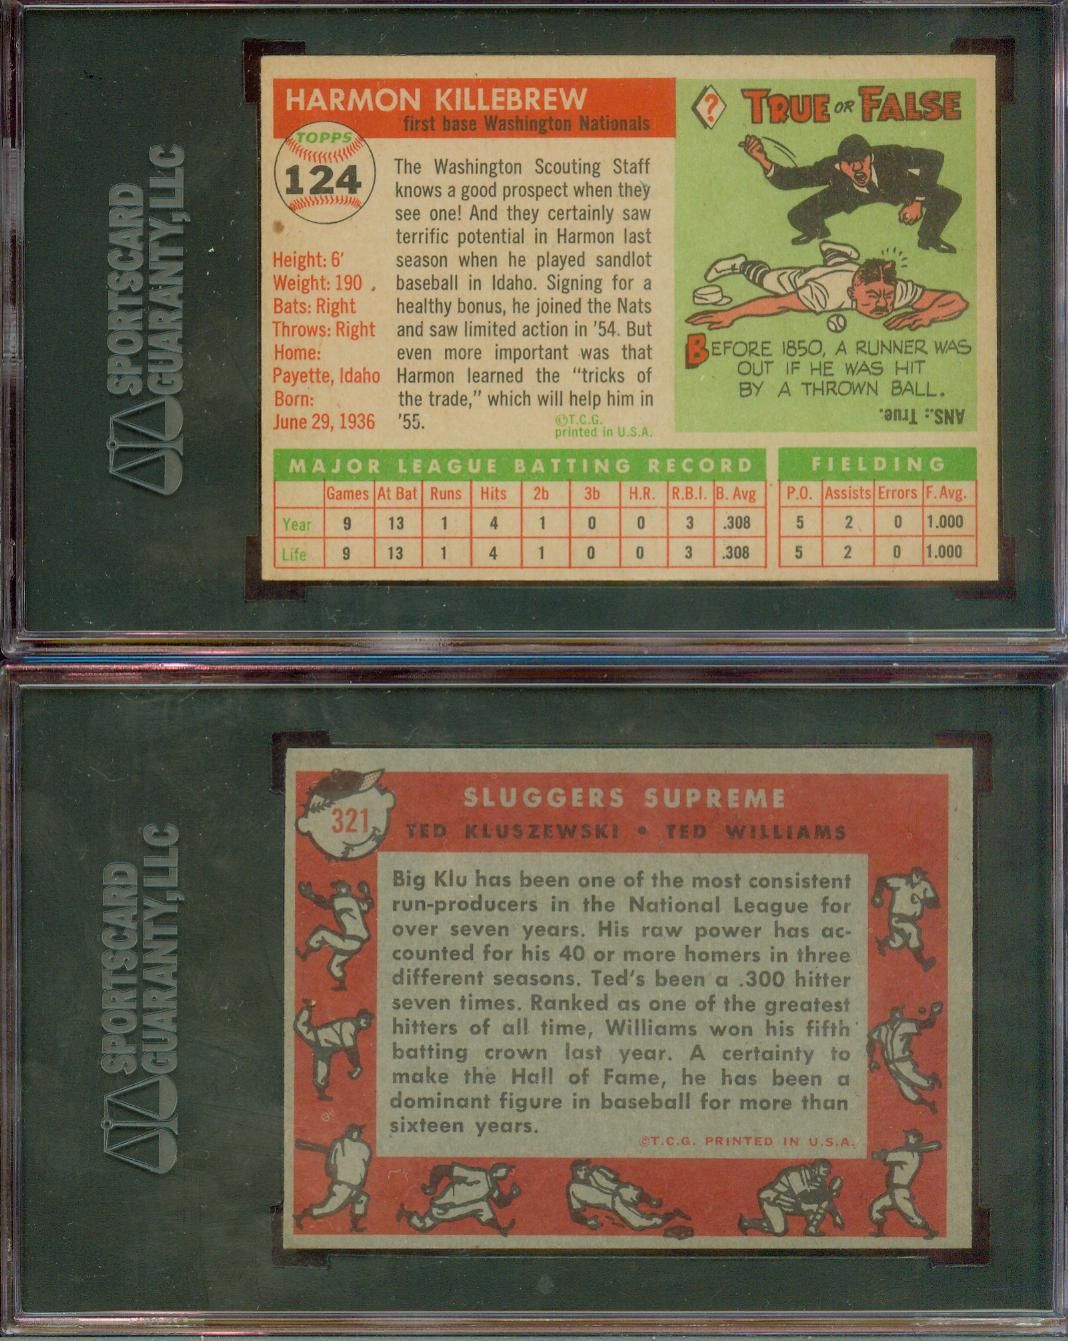 SPORTSCARD
GUARANTY,LLC
HARMON KILLEBREW
first base Washington Nationals
TOPPS
124
Height: 6′
Weight: 190
Bats: Right
Throws: Right
Home:
Payette, Idaho
Born:
June 29, 1936
The Washington Scouting Staff
knows a good prospect when they
see one! And they certainly saw
terrific potential in Harmon last
season when he played sandlot
baseball in Idaho. Signing for a
healthy bonus, he joined the Nats
and saw limited action in '54. But
even more important was that
Harmon learned the "tricks of
the trade," which will help him in
'55.
©T.C.G.
printed in U.S.A.
? TRUE OR FALSE
BEFORE 1850, A RUNNER WAS
OUT IF HE WAS HIT
BY A THROWN BALL.
ANS.: True.
MAJOR LEAGUE BATTING RECORD FIELDING
Games At Bat Runs Hits 2b 3b H.R. R.B.I. B. Avg P.O. Assists Errors F. Avg.
Year 9 13 1 4 1 0 0 3 .308 5 2 0 1.000
Life 9 13 1 4 1 0 0 3 .308 5 2 0 1.000
SPORTSCARD
GUARANTY,LLC
321
SLUGGERS SUPREME
TED KLUSZEWSKI • TED WILLIAMS
Big Klu has been one of the most consistent
run-producers in the National League for
over seven years. His raw power has ac-
counted for his 40 or more homers in three
different seasons. Ted's been a .300 hitter
seven times. Ranked as one of the greatest
hitters of all time, Williams won his fifth
batting crown last year. A certainty to
make the Hall of Fame, he has been a
dominant figure in baseball for more than
sixteen years.
©T.C.G. PRINTED IN U.S.A.